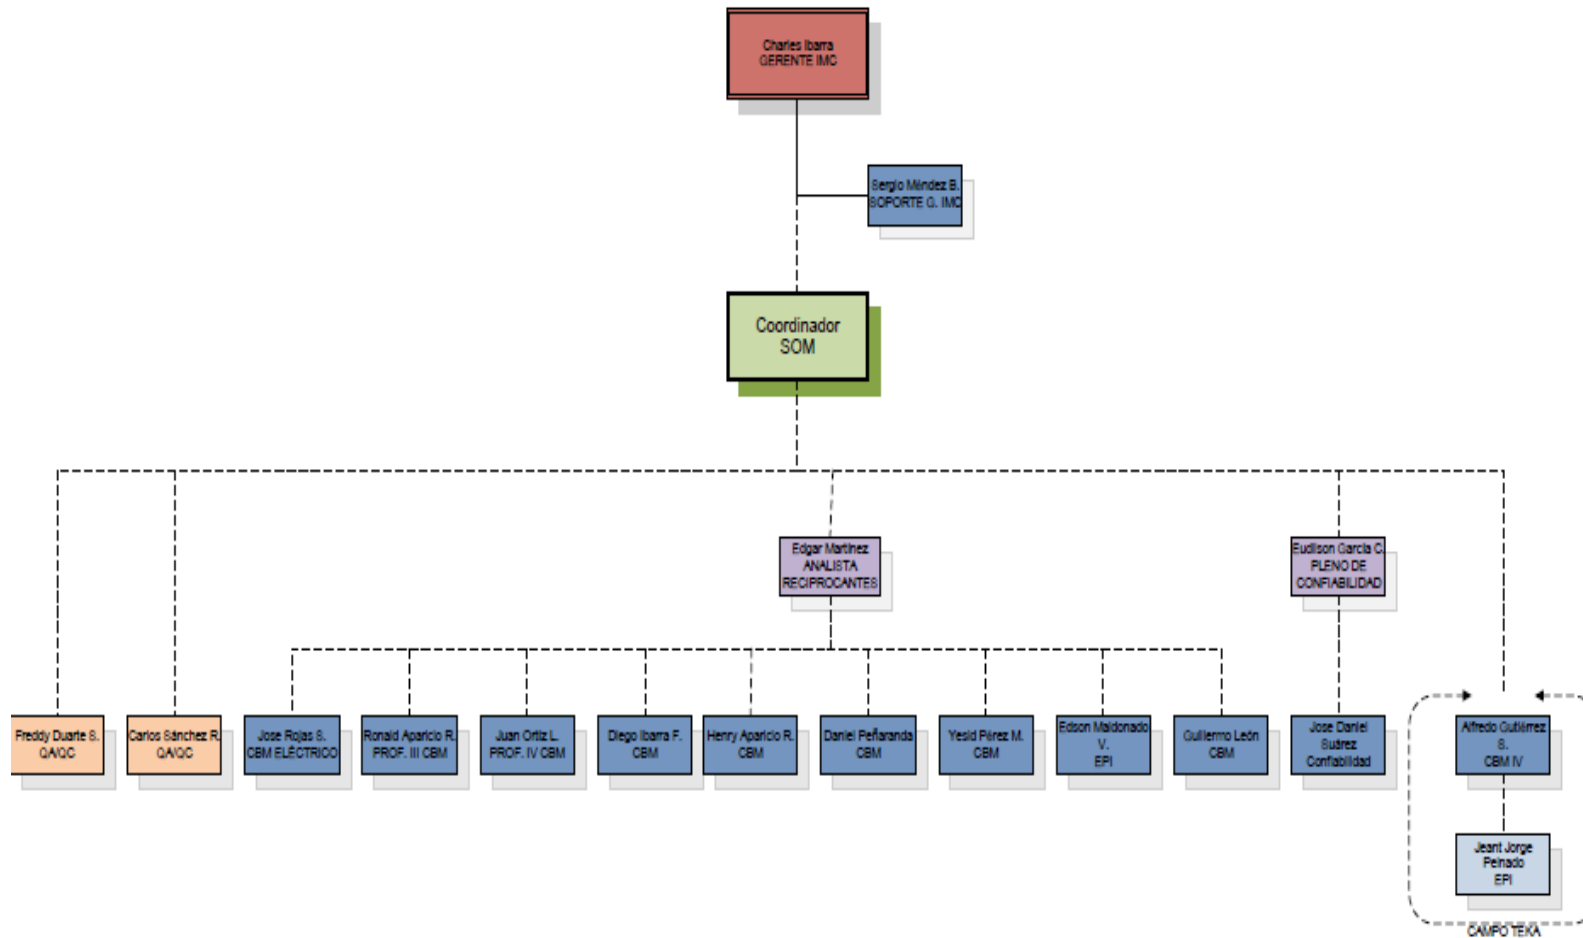 Charles Ibarra
GERENTE IMC
Sergio Méndez B.
SOPORTE G. IMC
Coordinador
SOM
Edgar Martínez
ANALISTA
RECIPROCANTES
Eudilson García C.
PLENO DE
CONFIABILIDAD
Freddy Duarte S.
QA/QC
Carlos Sánchez R.
QA/QC
Jose Rojas S.
CBM ELÉCTRICO
Ronald Aparicio R.
PROF. III CBM
Juan Ortiz L.
PROF. IV CBM
Diego Ibarra F.
CBM
Henry Aparicio R.
CBM
Daniel Peñaranda
CBM
Yesid Pérez M.
CBM
Edson Maldonado
V.
EPI
Guillermo León
CBM
Jose Daniel
Suárez
Confiabilidad
Alfredo Gutiérrez
S.
CBM IV
Jeant Jorge
Peinado
EPI
CAMPO TEKA